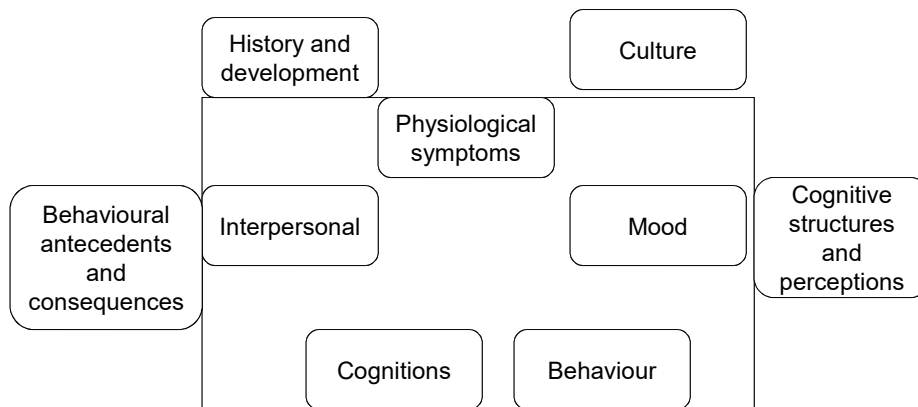 History and
development
Culture
Physiological
symptoms
Behavioural
antecedents
and
consequences
Interpersonal
Mood
Cognitive
structures
and
perceptions
Cognitions
Behaviour